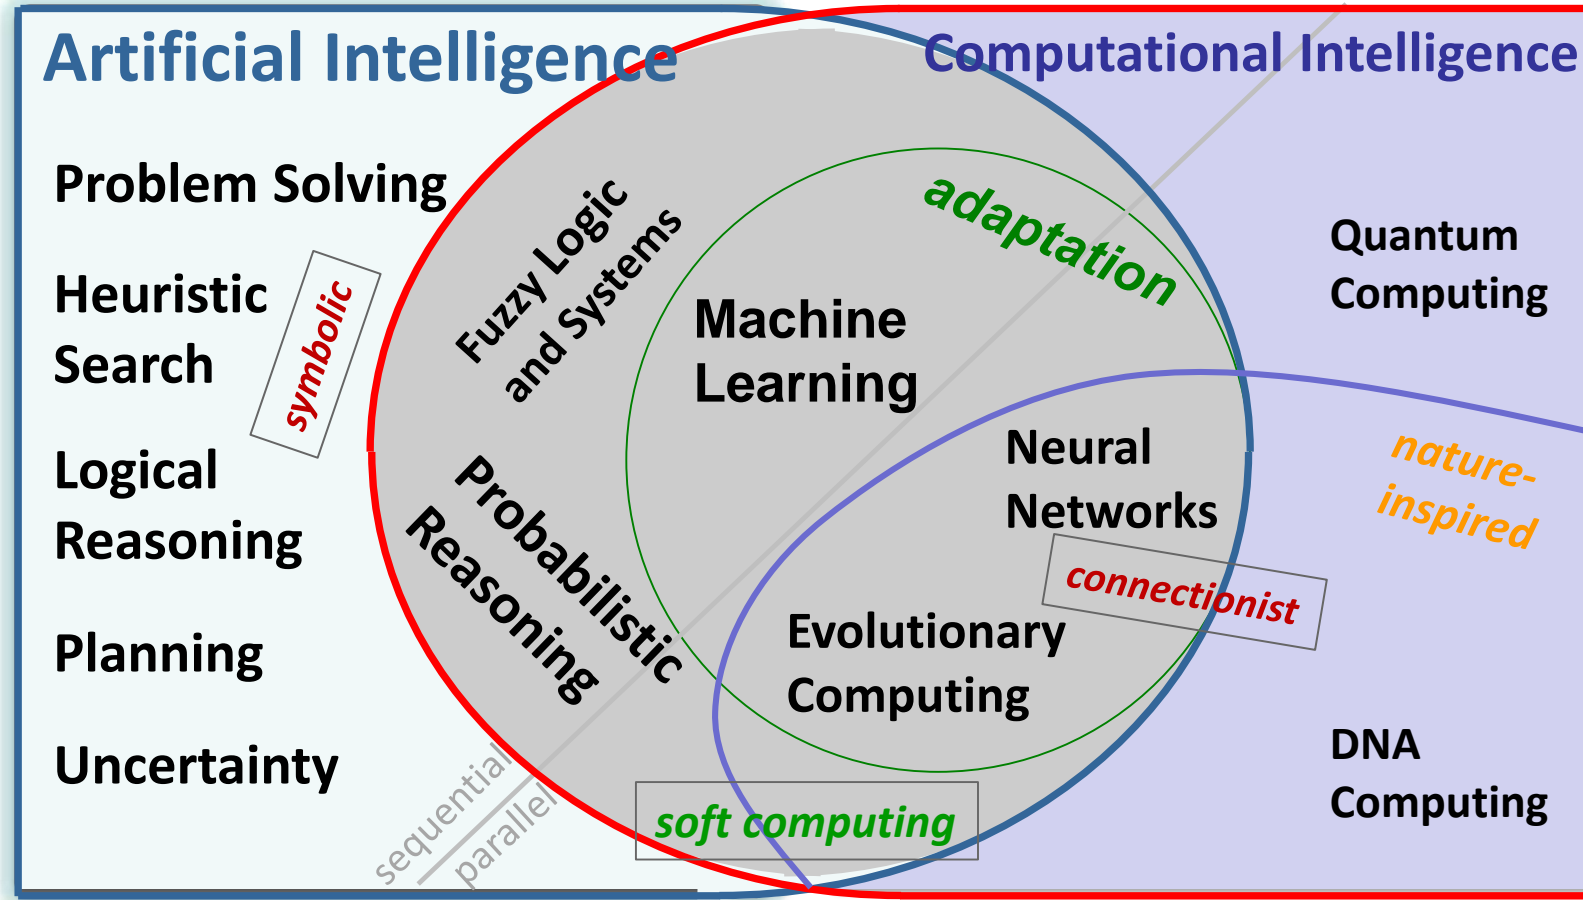 Artificial Intelligence
Computational Intelligence
Problem Solving
Heuristic
Search
symbolic
Logical
Reasoning
Planning
Uncertainty
Fuzzy Logic
and Systems
Probabilistic
Reasoning
sequential
parallel
adaptation
Machine
Learning
Neural
Networks
connectionist
Evolutionary
Computing
soft computing
Quantum
Computing
nature-
inspired
DNA
Computing